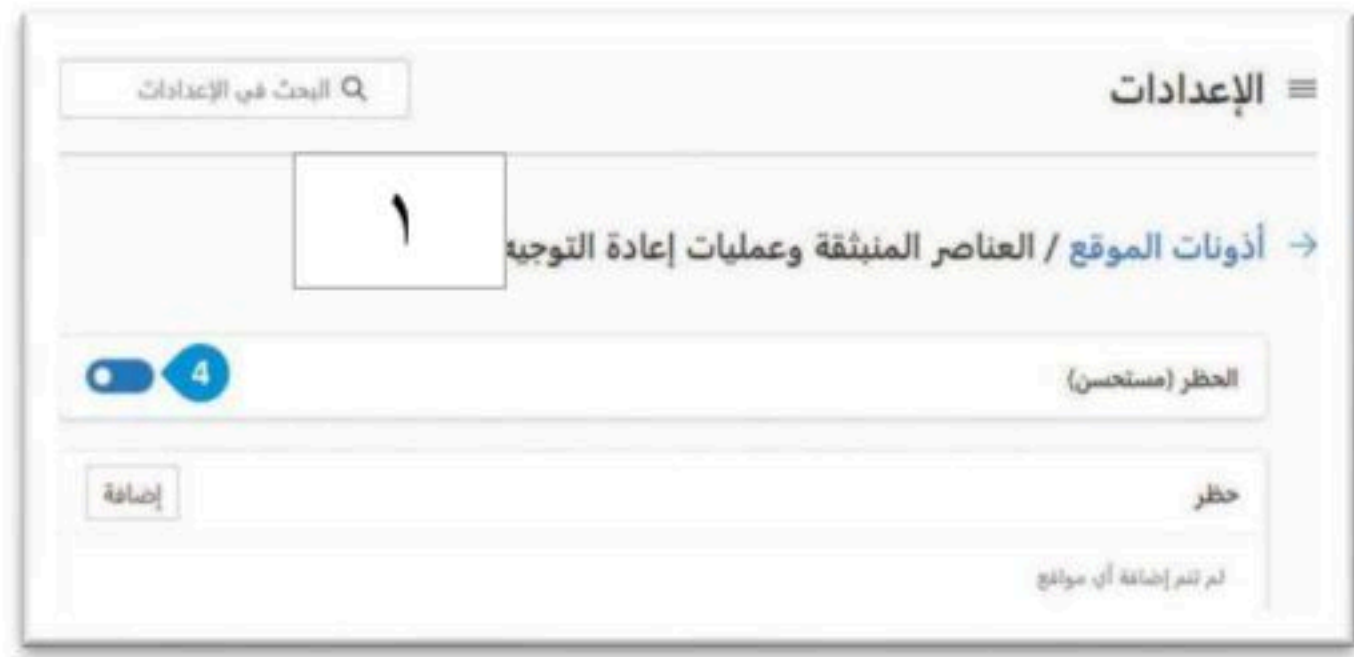 الإعدادات
البحث في الإعدادات
١
أذونات الموقع / العناصر المنبثقة وعمليات إعادة التوجيه
الحظر (مستحسن)
4
حظر
إضافة
لم تتم إضافة أي مواقع